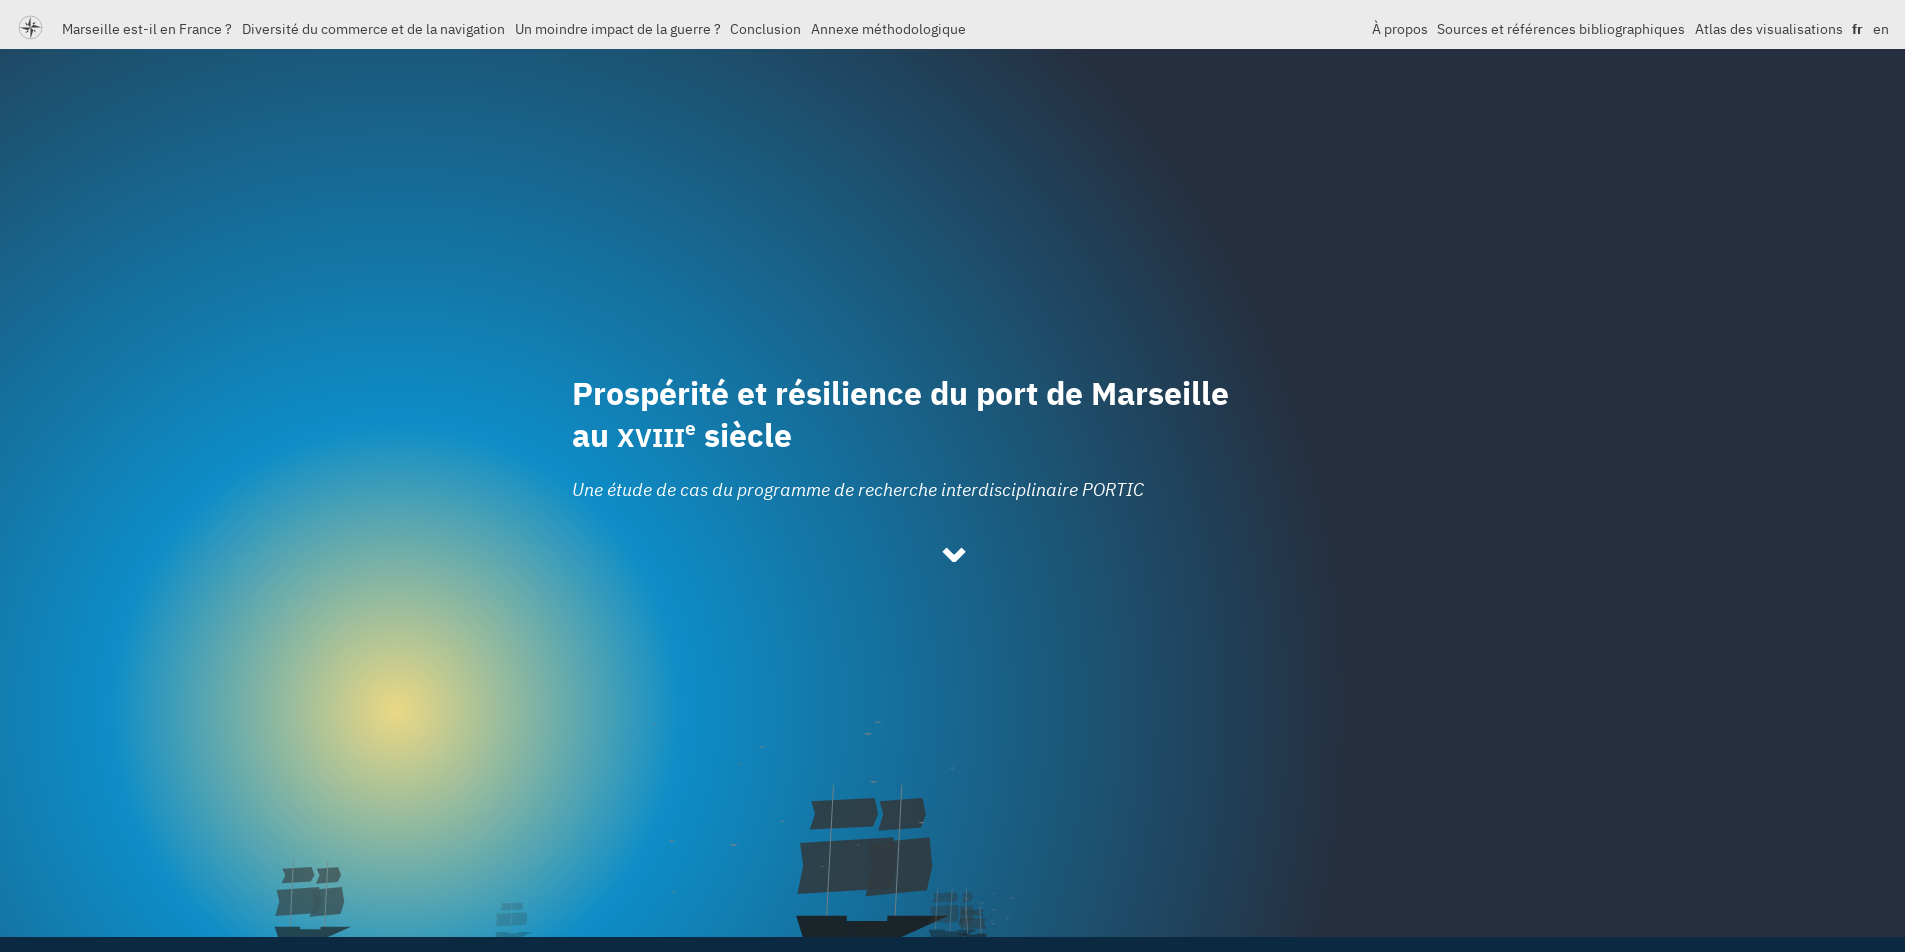 Marseille est-il en France ? Diversité du commerce et de la navigation Un moindre impact de la guerre ? Conclusion Annexe méthodologique À propos Sources et références bibliographiques Atlas des visualisations fr en
Prospérité et résilience du port de Marseille
au XVIIIe siècle
Une étude de cas du programme de recherche interdisciplinaire PORTIC